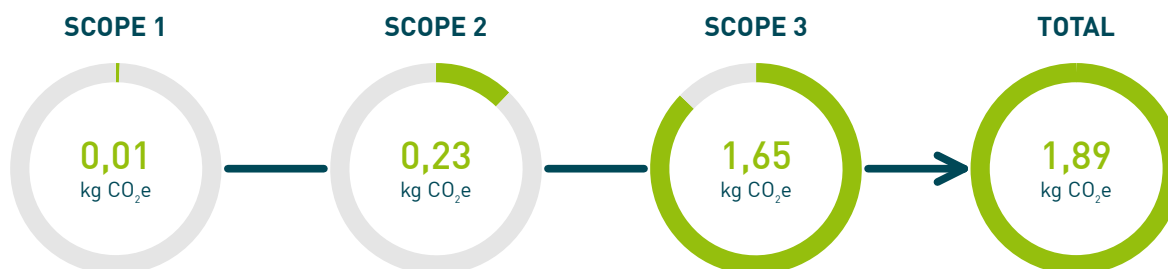 SCOPE 1
0,01
kg CO₂e
SCOPE 2
0,23
kg CO₂e
SCOPE 3
1,65
kg CO₂e
TOTAL
1,89
kg CO₂e